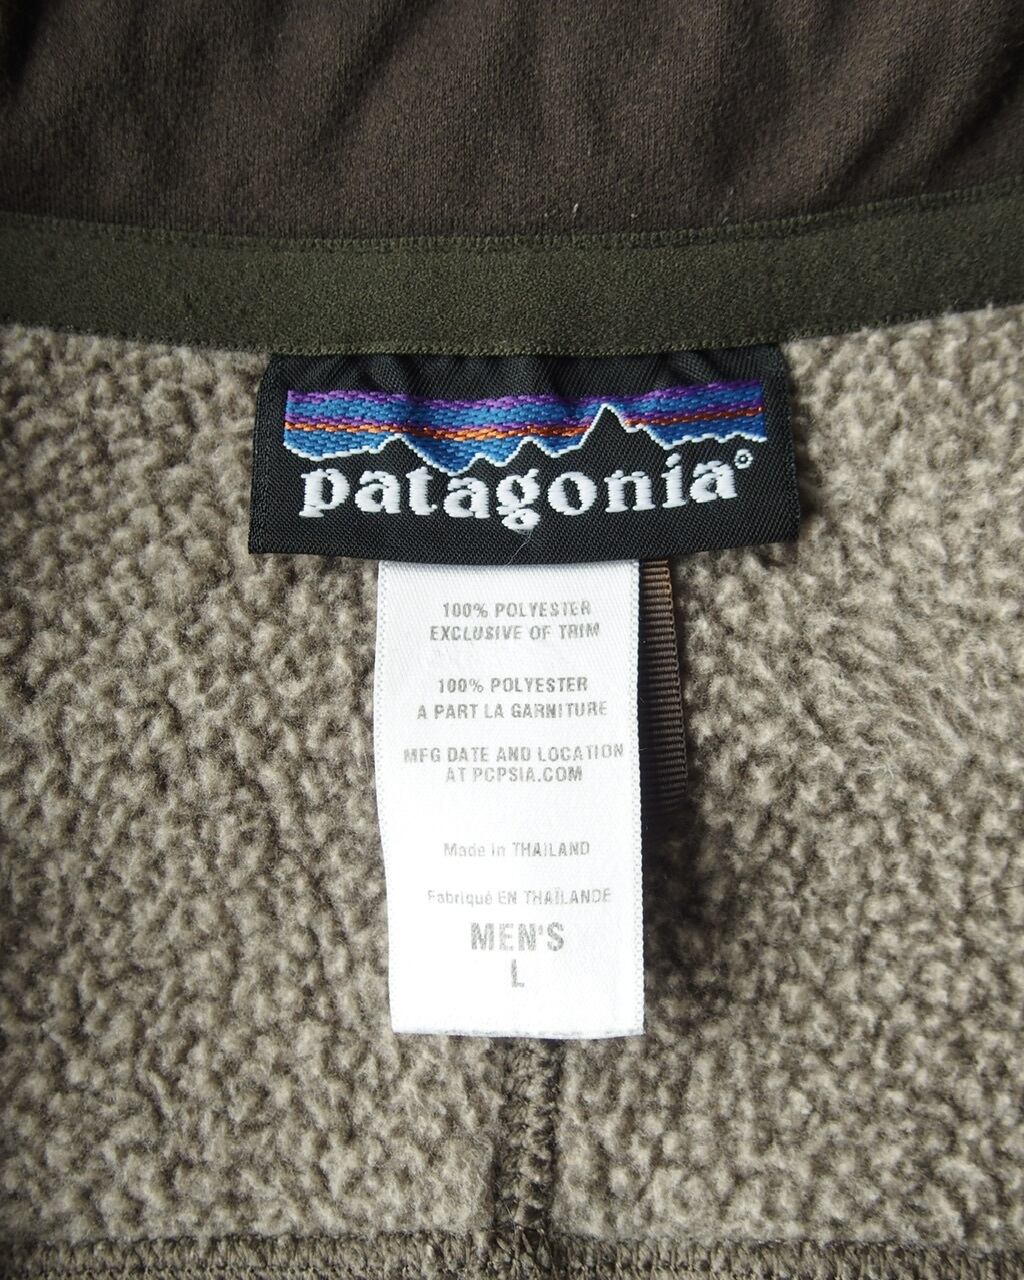 patagonia®
100% POLYESTER
EXCLUSIVE OF TRIM
100% POLYESTER
A PART LA GARNITURE
MFG DATE AND LOCATION
AT PCPSIA.COM
Made in THAILAND
Fabriqué EN THAÏLANDE
MEN'S
L